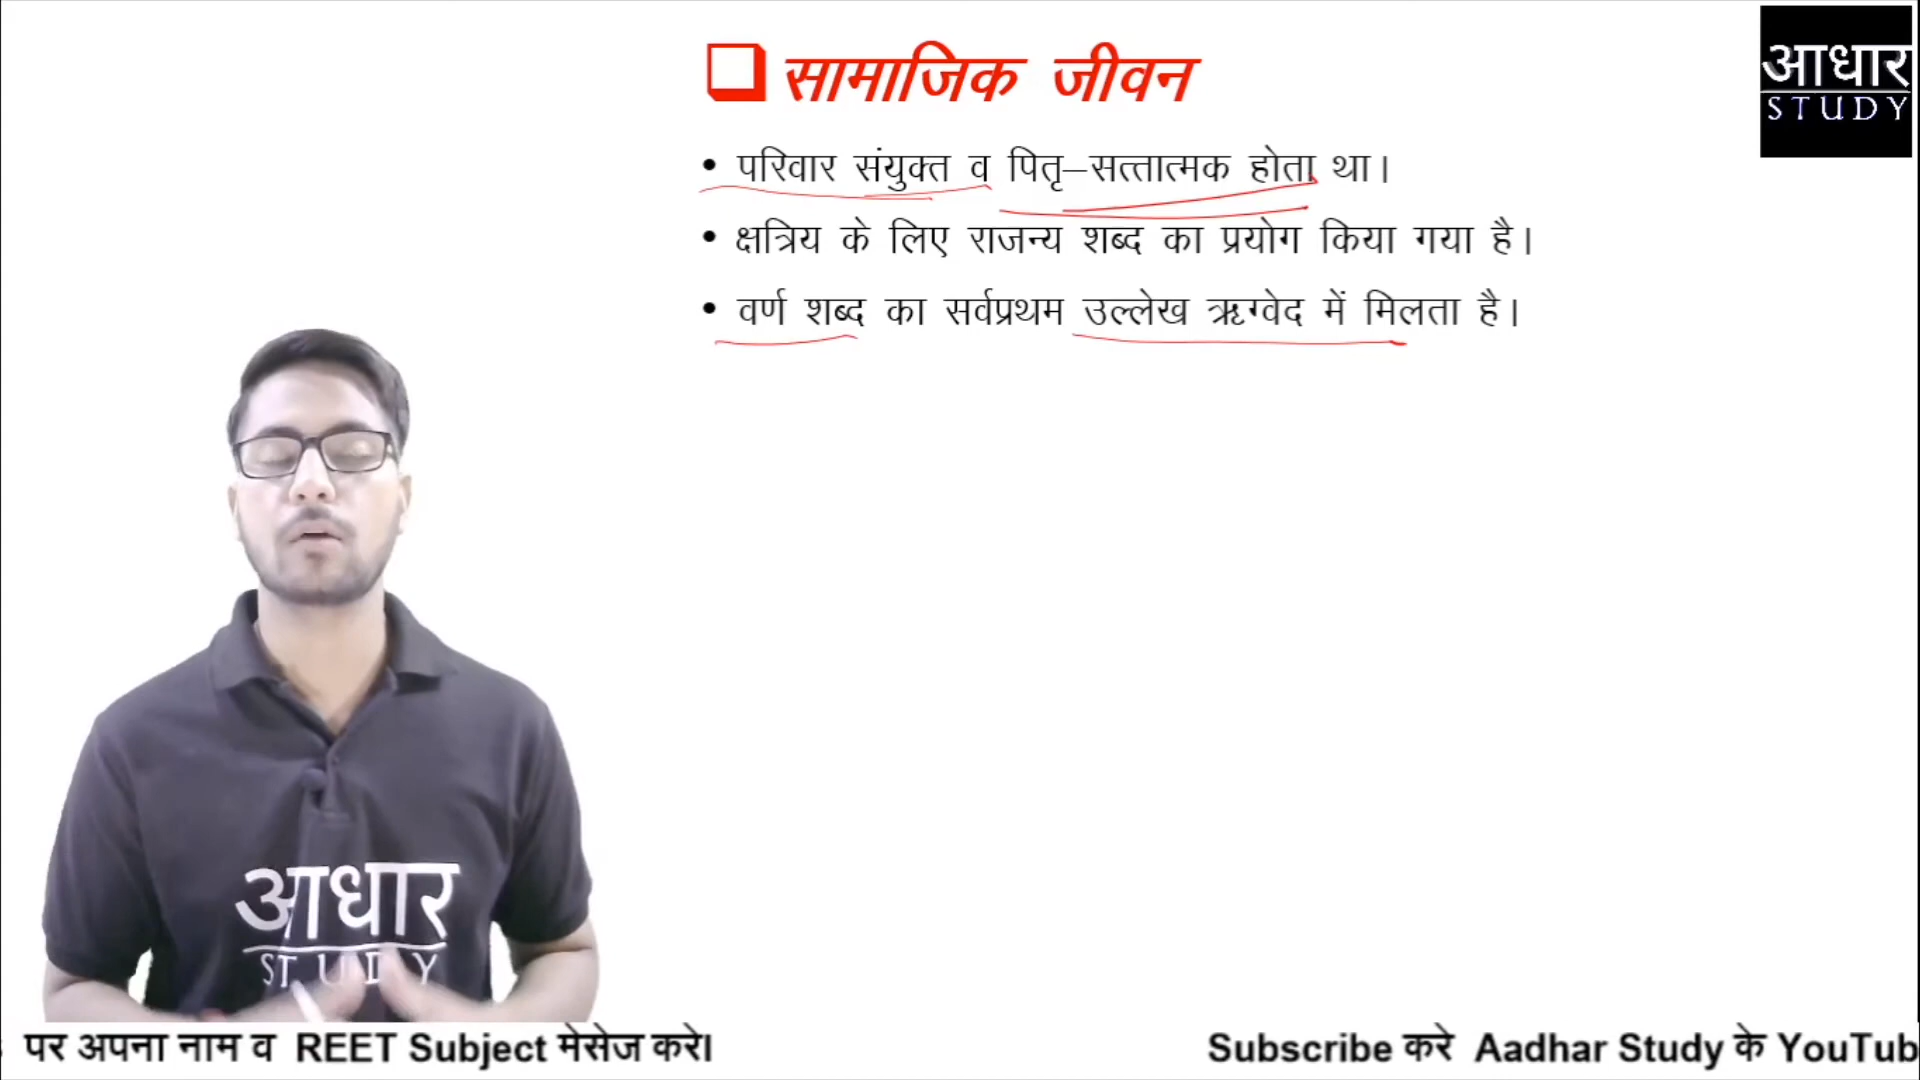 सामाजिक जीवन
आधार
STUDY
• परिवार संयुक्त व पितृ–सत्तात्मक होता था।
• क्षत्रिय के लिए राजन्य शब्द का प्रयोग किया गया है।
• वर्ण शब्द का सर्वप्रथम उल्लेख ऋग्वेद में मिलता है।
आधार
STUDY
पर अपना नाम व REET Subject मेसेज करे। Subscribe करे Aadhar Study के YouTub